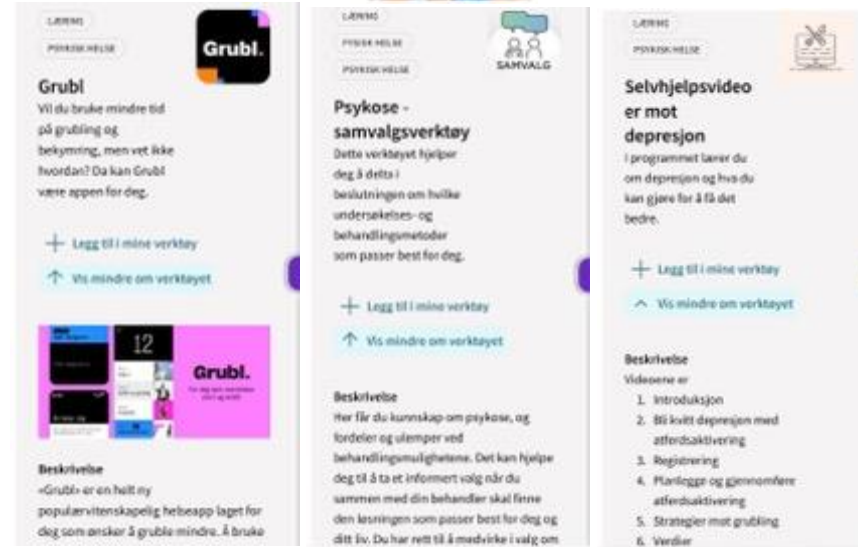 LÆRING
PSYKISK HELSE
Grubl.
Grubl
Vil du bruke mindre tid
på grubling og
bekymring, men vet ikke
hvordan? Da kan Grubl
være appen for deg.
Legg til i mine verktøy
Vis mindre om verktøyet
12
Grubl.
Beskrivelse
«Grubl» er en helt ny
populærvitenskapelig helseapp laget for
deg som ønsker å gruble mindre. Å bruke
LÆRING
FYSISK HELSE
PSYKISK HELSE
SAMVALG
Psykose -
samvalgsverktøy
Dette verktøyet hjelper
deg å delta i
beslutningen om hvilke
undersøkelses- og
behandlingsmetoder
som passer best for deg.
Legg til i mine verktøy
Vis mindre om verktøyet
Beskrivelse
Her får du kunnskap om psykose, og
fordeler og ulemper ved
behandlingsmulighetene. Det kan hjelpe
deg til å ta et informert valg når du
sammen med din behandler skal finne
den løsningen som passer best for deg og
ditt liv. Du har rett til å medvirke i valg om
LÆRING
PSYKISK HELSE
Selvhjelpsvideo
er mot
depresjon
I programmet lærer du
om depresjon og hva du
kan gjøre for å få det
bedre.
Legg til i mine verktøy
Vis mindre om verktøyet
Beskrivelse
Videoene er
1. Introduksjon
2. Bli kvitt depresjon med
atferdsaktivering
3. Registrering
4. Planlegge og gjennomføre
atferdsaktivering
5. Strategier mot grubling
6. Verdier